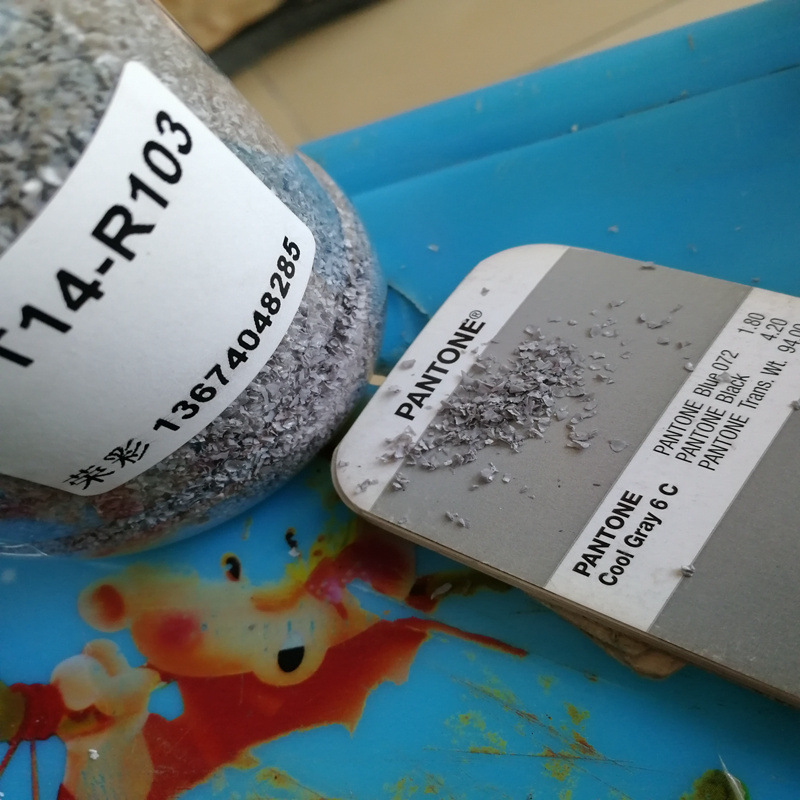 T14-R103
荣彩 13674048285
PANTONE®
PANTONE Blue 072 1.80
PANTONE Black 4.20
PANTONE Trans. Wt. 94.00
PANTONE
Cool Gray 6 C